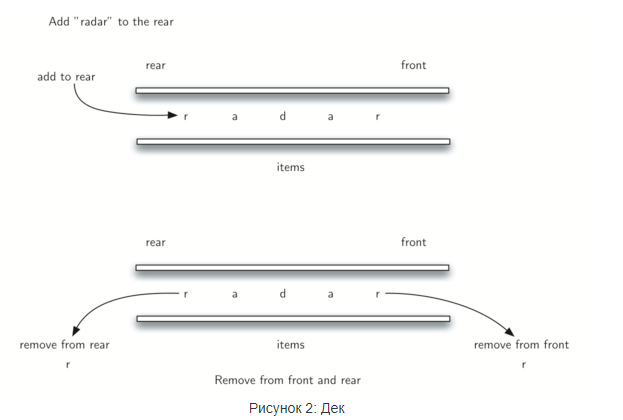 Add "radar" to the rear
rear front
add to rear
r a d a r
items
rear front
r a d a r
remove from rear items remove from front
r r
Remove from front and rear
Рисунок 2: Дек